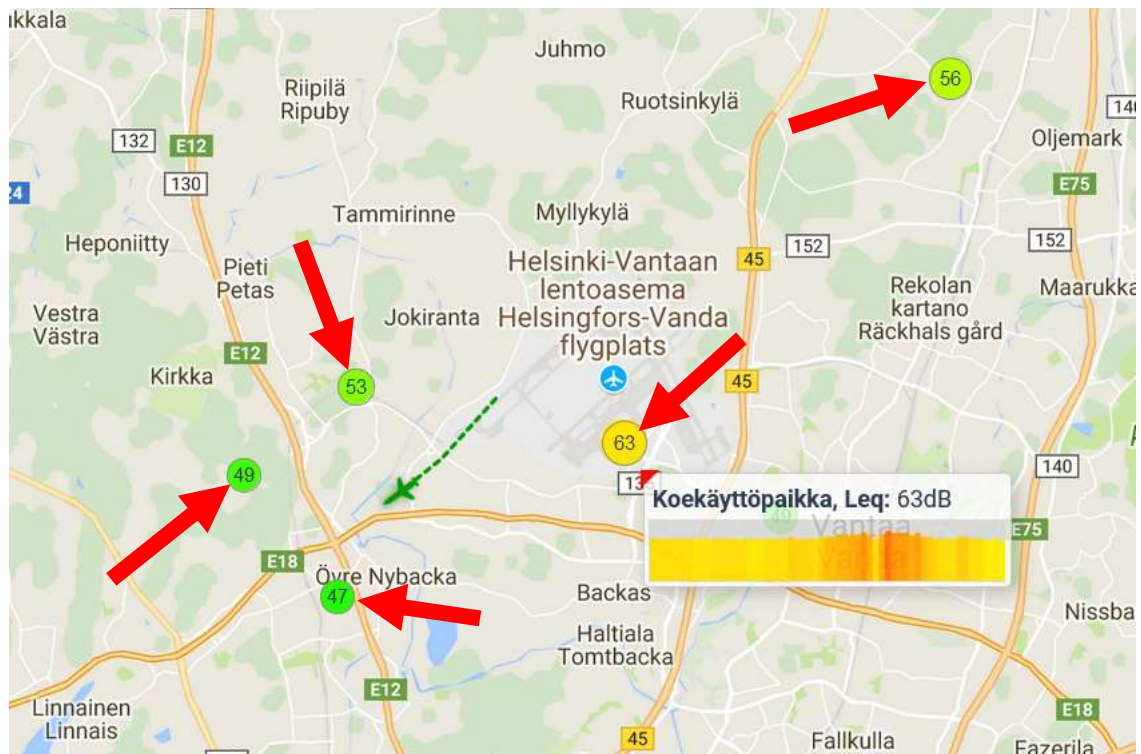 kkala
Juhmo
56
Riipilä
Ripuby
Ruotsinkylä
140
132
E12
Oljemark
130
E75
24
Tammirinne
Myllykylä
Heponiitty
152
152
45
Pieti
Petas
Helsinki-Vantaan
lentoasema
Helsingfors-Vanda
flygplats
Rekolan
kartano
Räckhals gård
Maarukka
Vestra
Västra
Jokiranta
E12
Kirkka
53
45
63
49
140
Koekäyttöpaikka, Leq: 63dB
Vantaa
Vanda
E75
E18
Övre Nybacka
47
Backas
Nissba
Haltiala
Tomtbacka
E12
Linnainen
Linnais
E18
45
Fallkulla
Fazerila